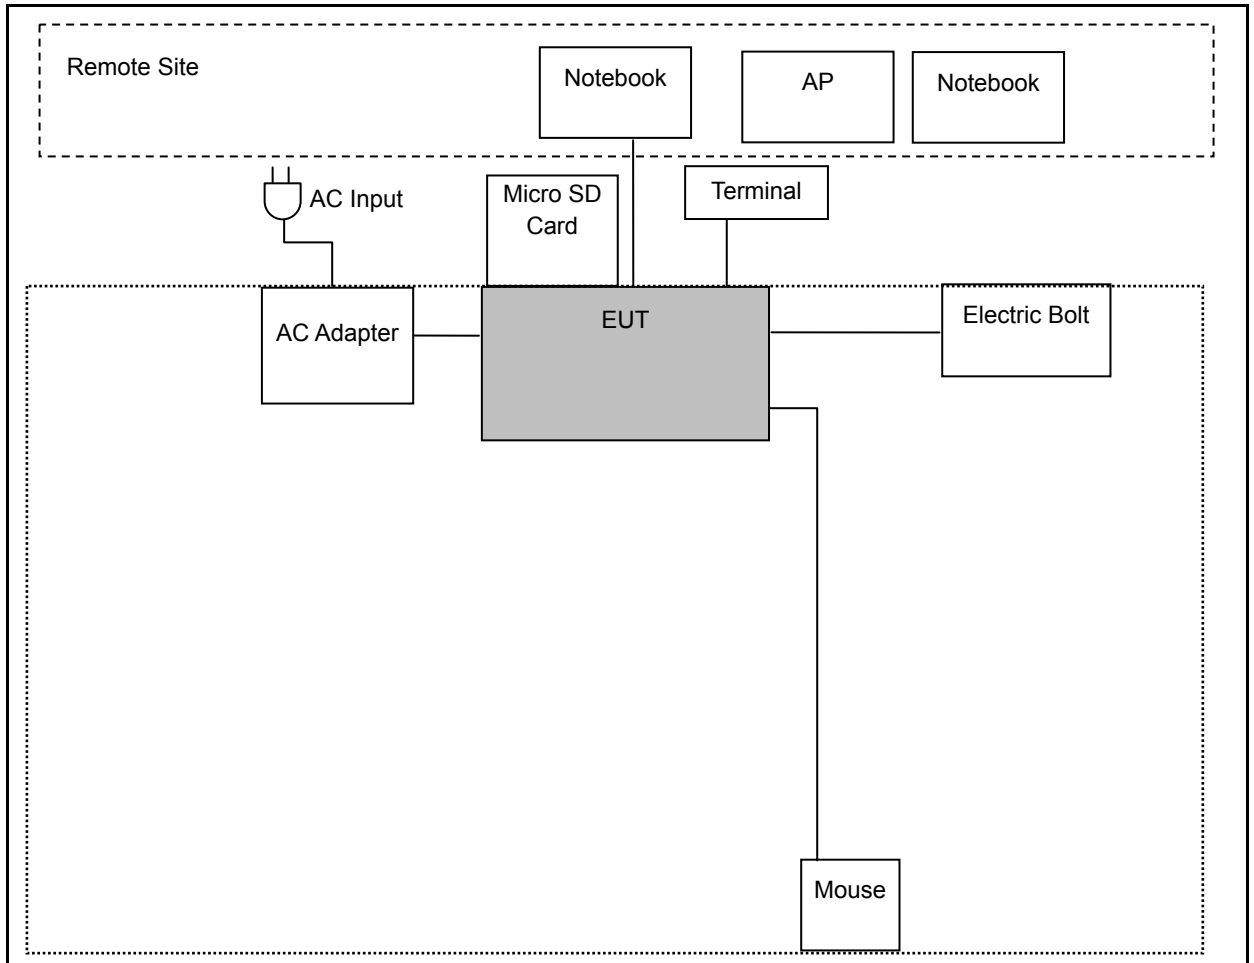 Remote Site
Notebook
AP
Notebook
AC Input
Micro SD
Card
Terminal
AC Adapter
EUT
Electric Bolt
Mouse